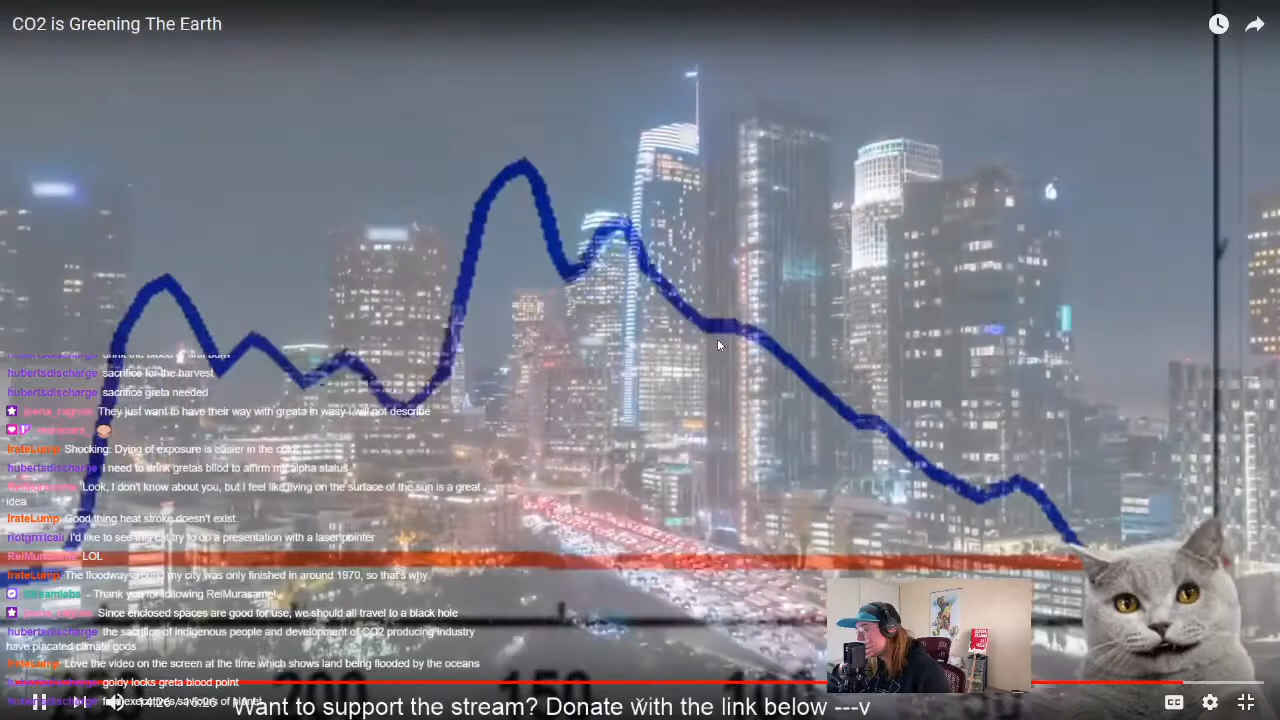 CO2 is Greening The Earth
hubertsdischarge sacrifice for the harvest
hubertsdischarge sacrifice greta needed
They just want to have their way with greata in wasy I will not describe
IrateLump Shocking. Dying of exposure is easier in the cold.
hubertsdischarge i need to drink gretas bllod to affirm my alpha status
'Look, I don't know about you, but I feel like living on the surface of the sun is a great
idea
IrateLump Good thing heat stroke doesn't exist.
riotgrrrlcali I'd like to see this cat try to do a presentation with a laserpointer
ReiMurasame LOL
IrateLump The floodway around my city was only finished in around 1970, so that's why.
Streamlabs - Thank you for following ReiMurasame!
Since enclosed spaces are good for use, we should all travel to a black hole
hubertsdischarge the sacrifice of indigenous people and development of CO2 producing industry
have placated climate gods
IrateLump Love the video on the screen at the time which shows land being flooded by the oceans
hubertsdischarge goldy locks greta blood point
hubertsdischarge
Want to support the stream? Donate with the link below ---v
CC